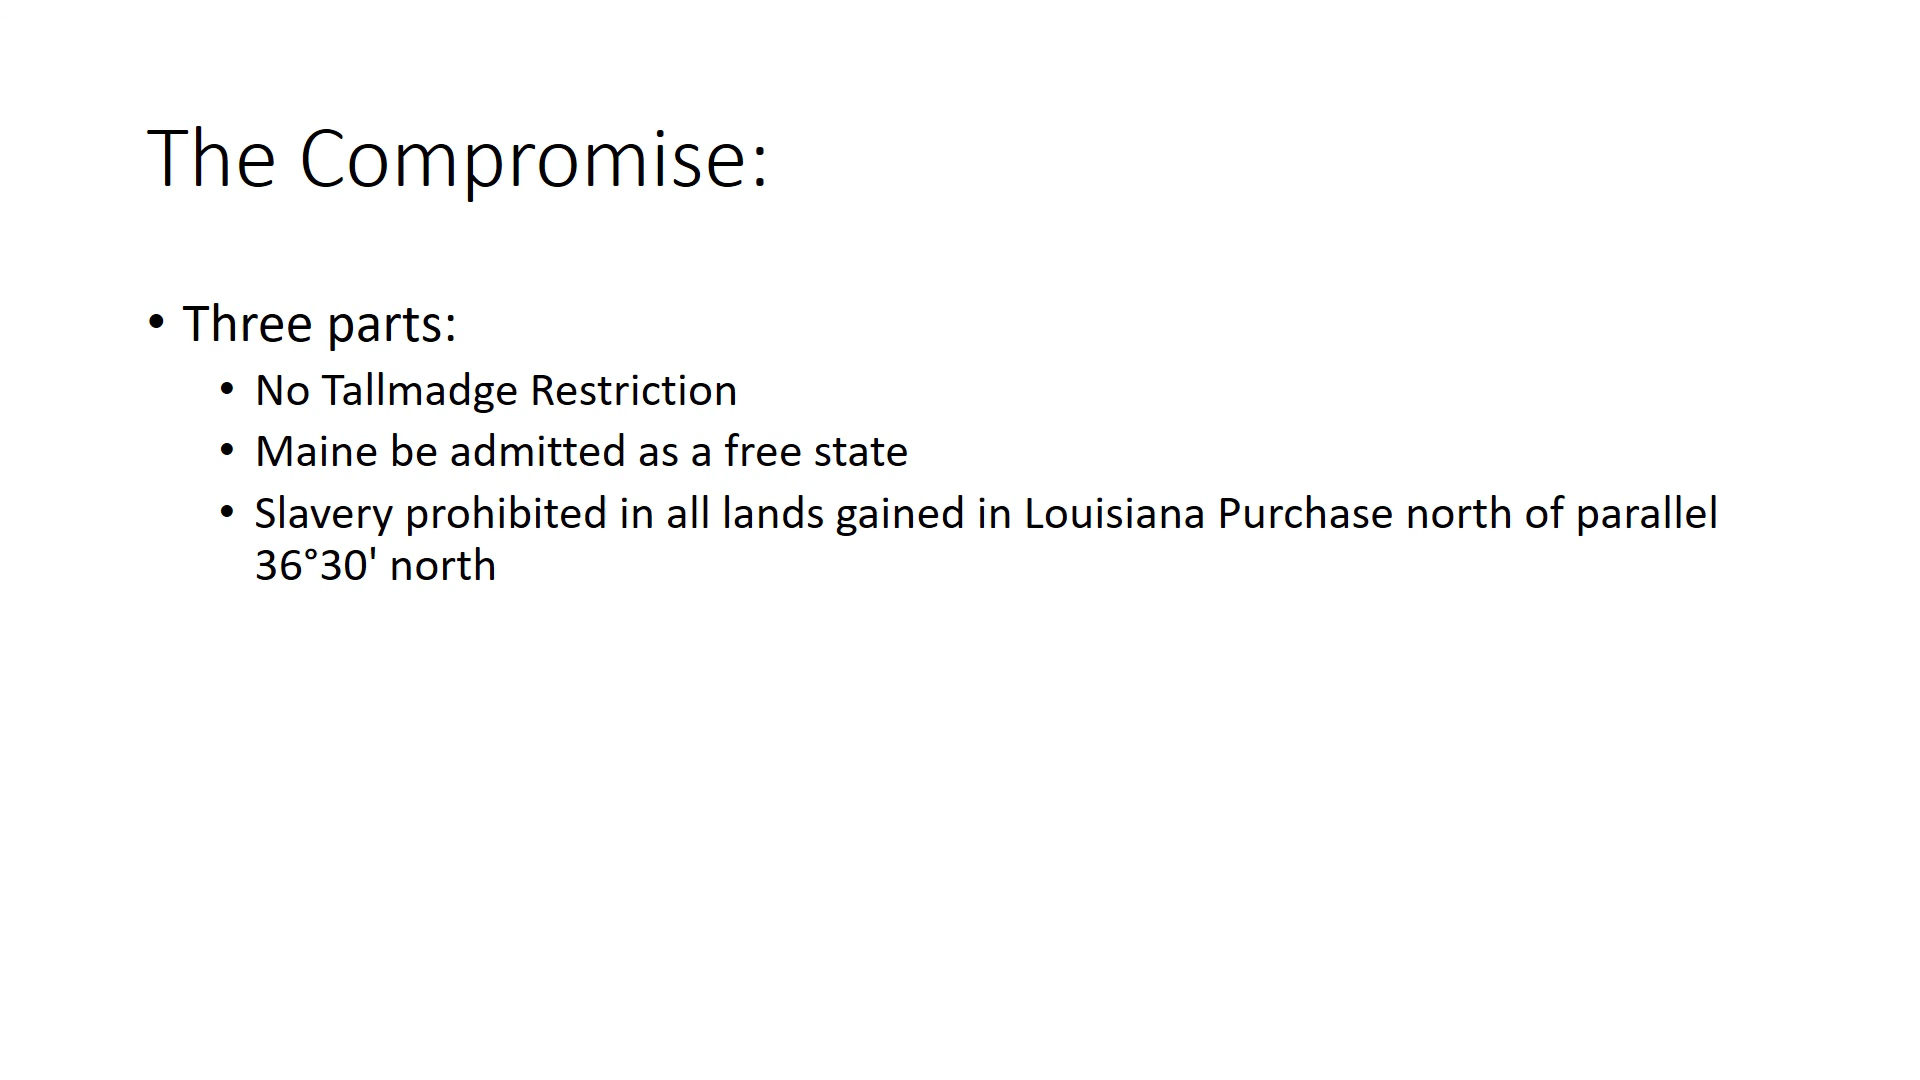 The Compromise:
• Three parts:
• No Tallmadge Restriction
• Maine be admitted as a free state
• Slavery prohibited in all lands gained in Louisiana Purchase north of parallel
36°30' north